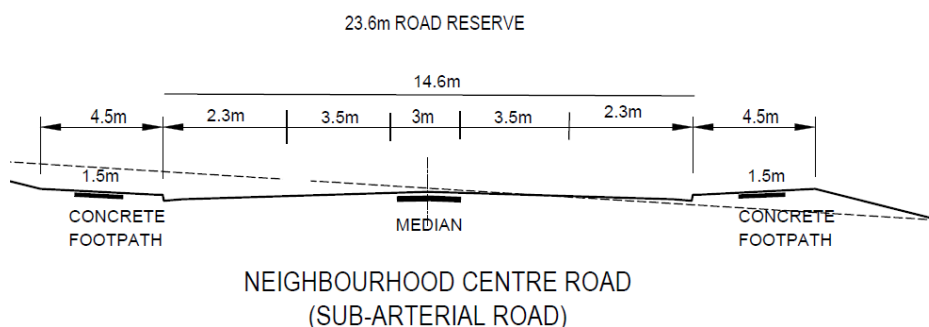 23.6m ROAD RESERVE
14.6m
4.5m 2.3m 3.5m 3m 3.5m 2.3m 4.5m
1.5m 1.5m
CONCRETE FOOTPATH MEDIAN CONCRETE FOOTPATH
NEIGHBOURHOOD CENTRE ROAD
(SUB-ARTERIAL ROAD)